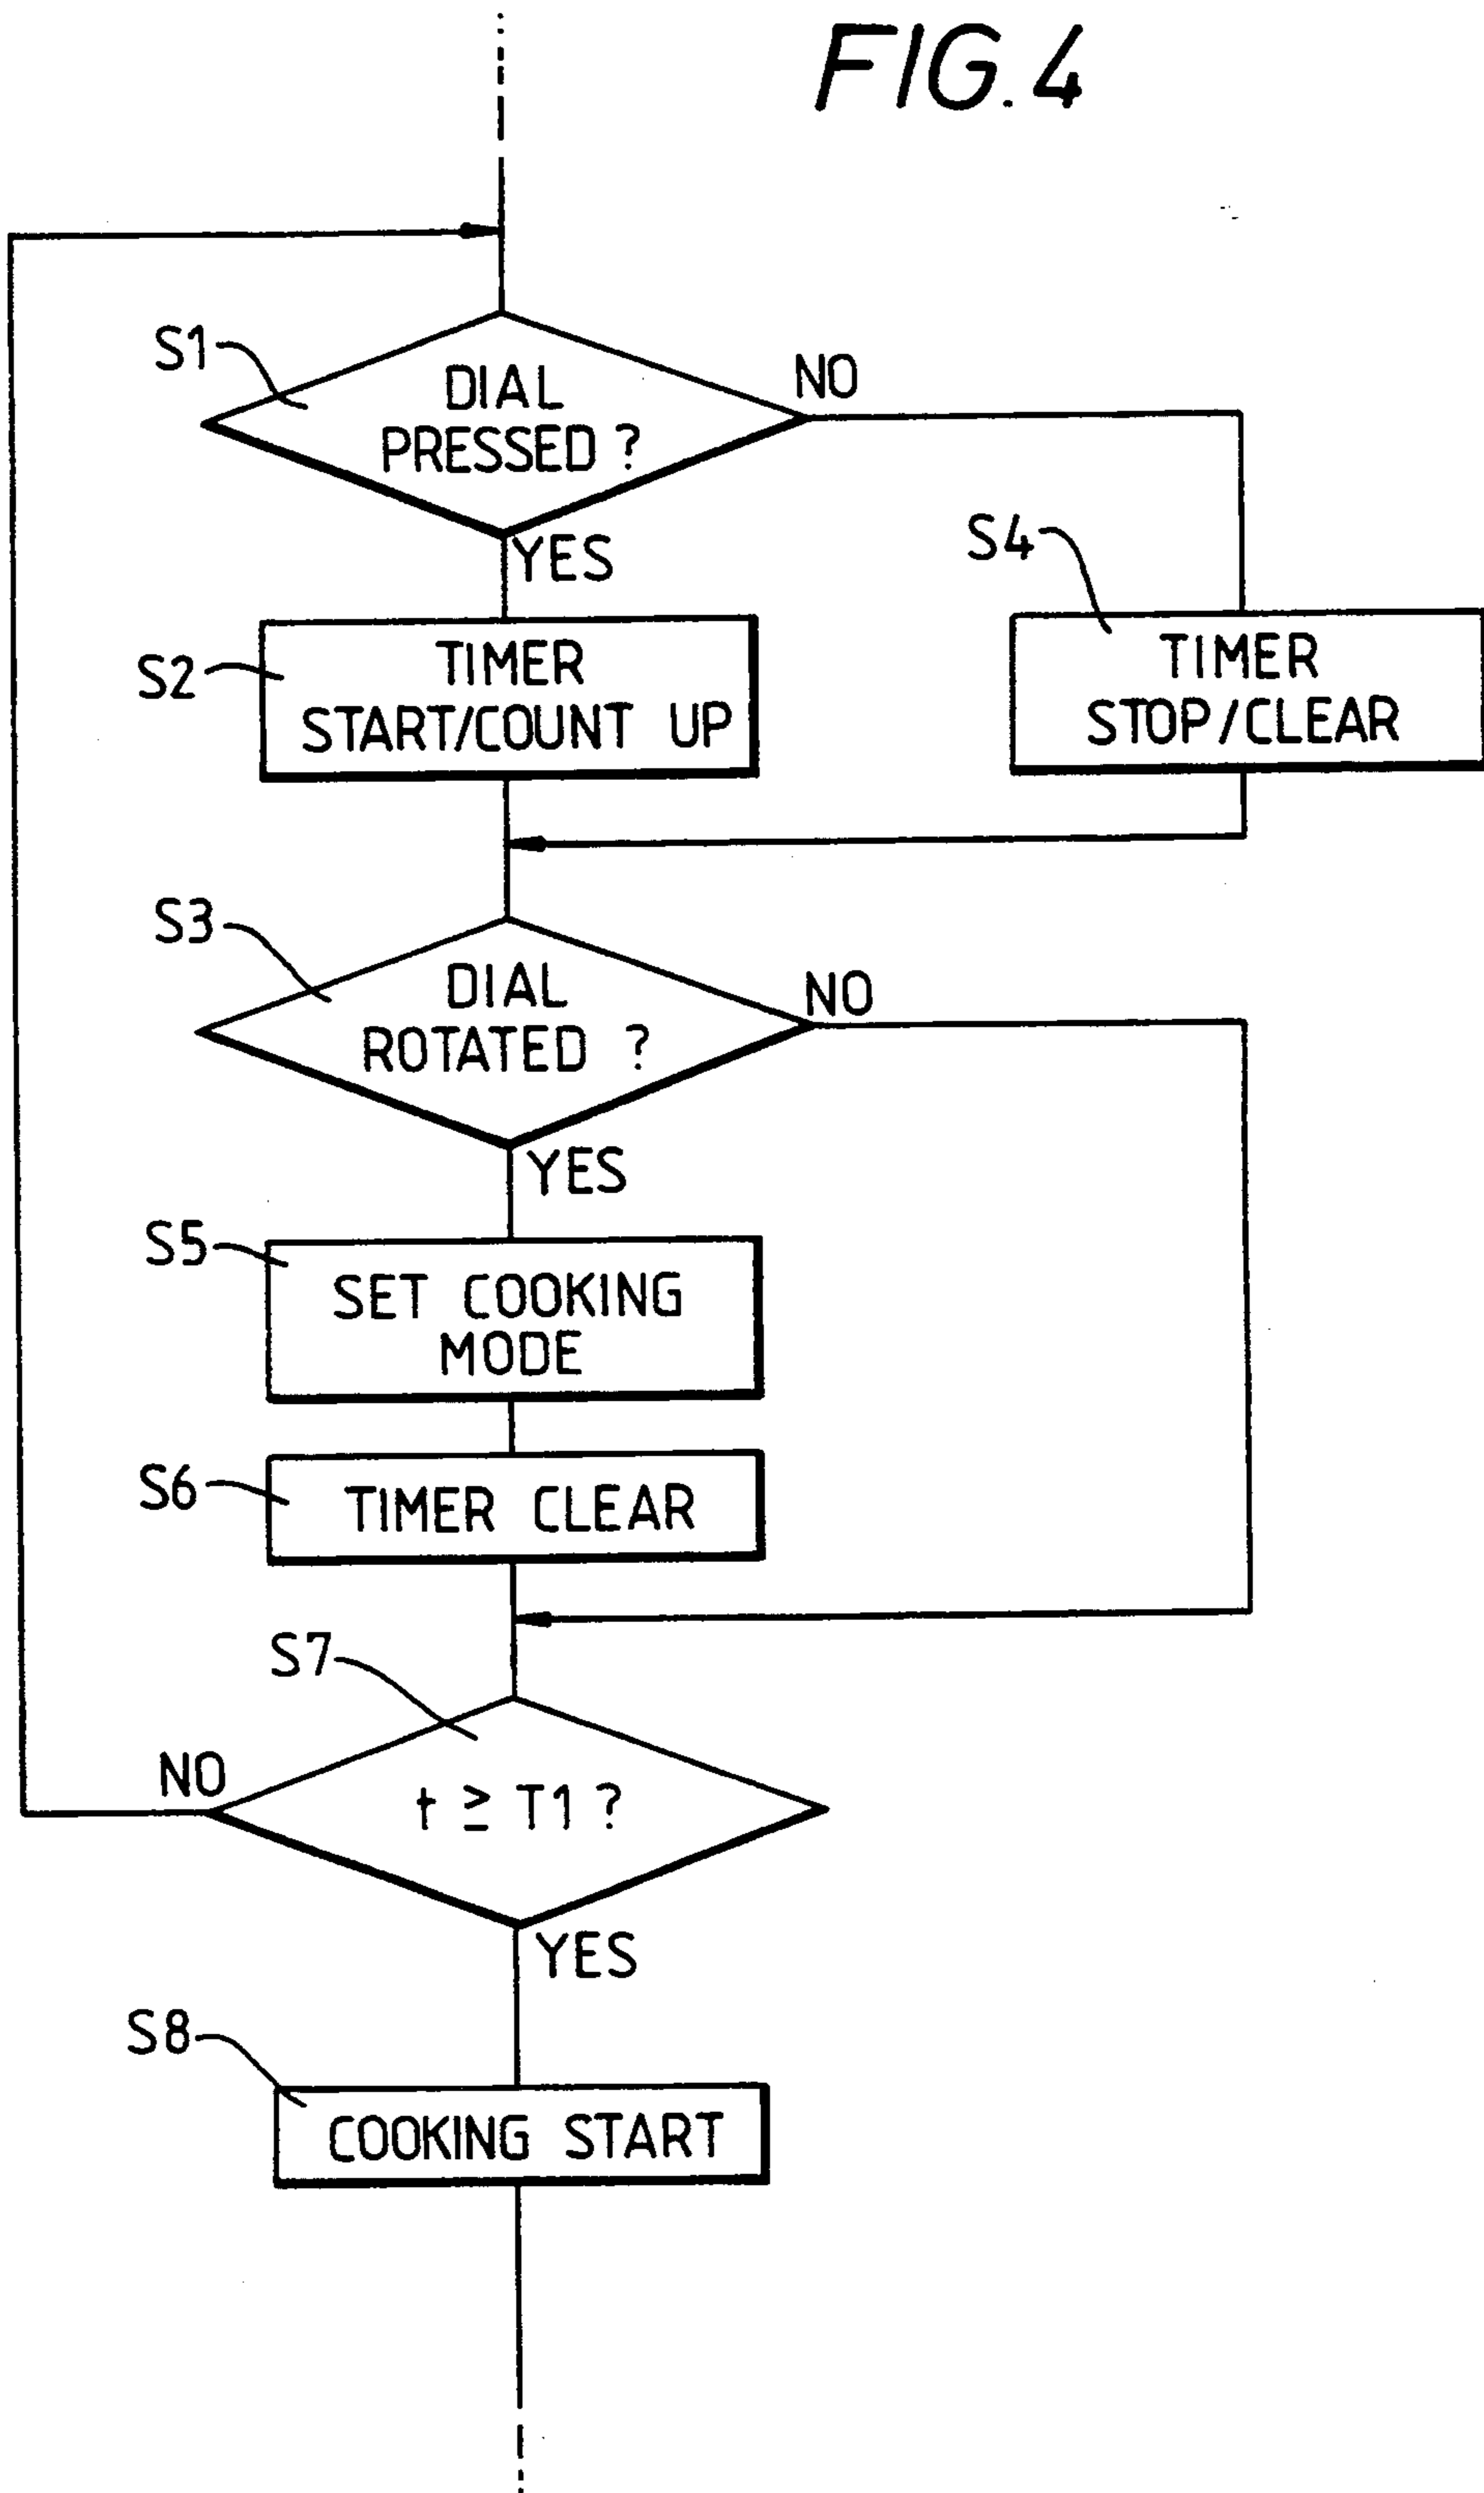 FIG. 4
S1
DIAL
PRESSED ?
NO
YES
S4
S2
TIMER
START/COUNT UP
TIMER
STOP/CLEAR
S3
DIAL
ROTATED ?
NO
YES
S5
SET COOKING
MODE
S6
TIMER CLEAR
S7
NO
t ≥ T1 ?
YES
S8
COOKING START